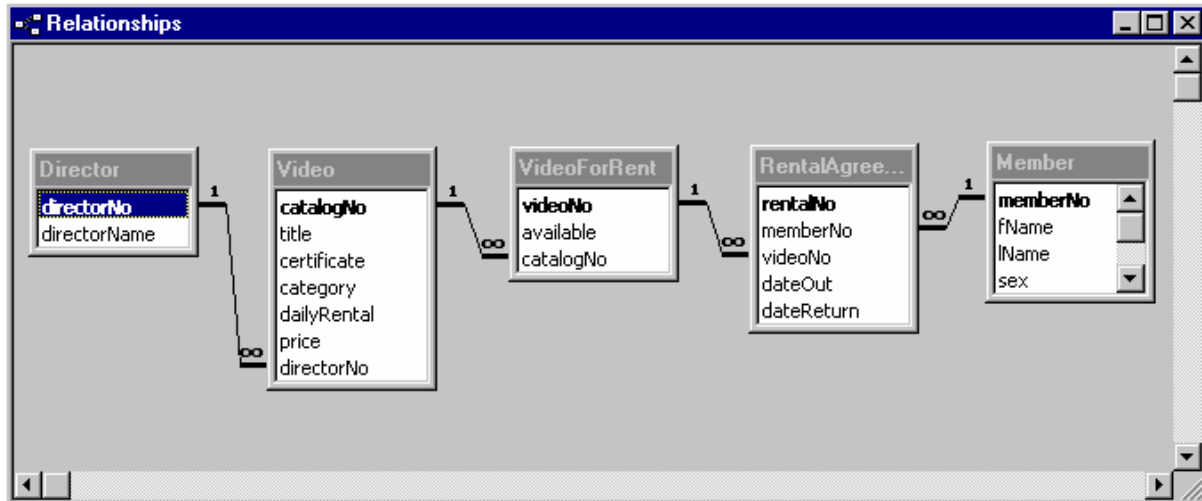 Relationships
Director
directorNo
directorName
1
∞
Video
catalogNo
title
certificate
category
dailyRental
price
directorNo
1
∞
VideoForRent
videoNo
available
catalogNo
1
∞
RentalAgree...
rentalNo
memberNo
videoNo
dateOut
dateReturn
∞
1
Member
memberNo
fName
lName
sex